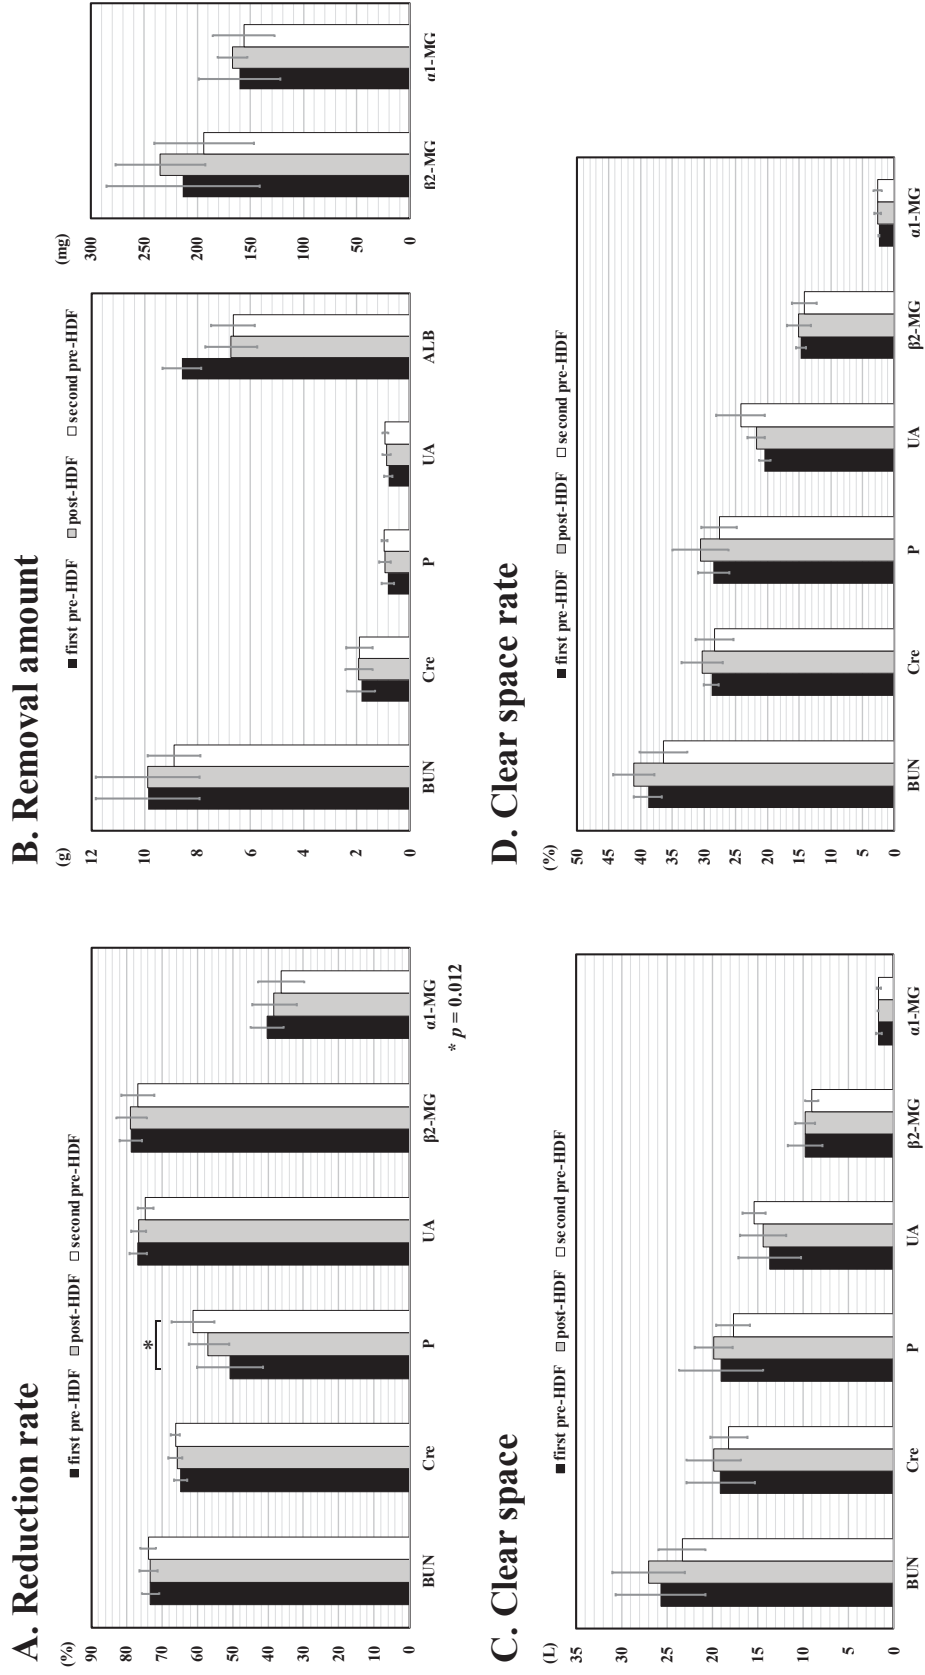 A. Reduction rate
(%)
■ first pre-HDF □ post-HDF □ second pre-HDF
90
80
70
60
50
40
30
20
10
0
*
BUN Cre P UA β2-MG α1-MG
* p = 0.012
B. Removal amount
(g)
■ first pre-HDF □ post-HDF □ second pre-HDF
12
10
8
6
4
2
0
BUN Cre P UA ALB
(mg)
300
250
200
150
100
50
0
β2-MG α1-MG
C. Clear space
(L)
■ first pre-HDF □ post-HDF □ second pre-HDF
35
30
25
20
15
10
5
0
BUN Cre P UA β2-MG α1-MG
D. Clear space rate
(%)
■ first pre-HDF □ post-HDF □ second pre-HDF
50
45
40
35
30
25
20
15
10
5
0
BUN Cre P UA β2-MG α1-MG